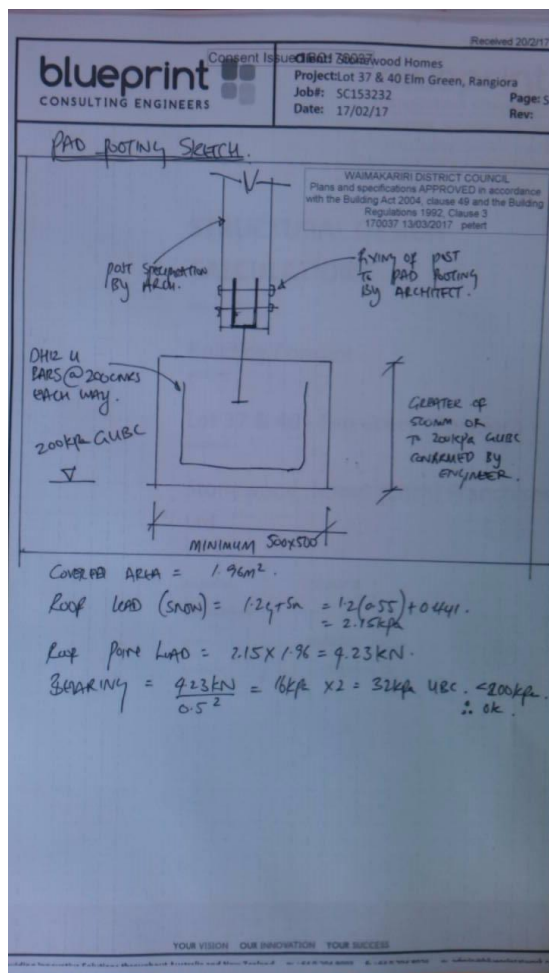 Received 20/2/17
blueprint
CONSULTING ENGINEERS
Consent Issued
Client: Stonewood Homes
Project: Lot 37 & 40 Elm Green, Rangiora
Job#: SC153232
Page: 5
Date: 17/02/17
Rev:
PAD FOOTING SKETCH.
WAIMAKARIRI DISTRICT COUNCIL
Plans and specifications APPROVED in accordance
with the Building Act 2004, clause 49 and the Building
Regulations 1992, Clause 3
170037 13/03/2017 petert
POST SPECIFICATION
BY ARCH.
FIXING OF POST
TO PAD FOOTING
BY ARCHITECT.
DH12 U
BARS @ 200CNRS
EACH WAY.
200kPa GUBC
GREATER OF
500MM OR
TO 200kPa GUBC
CONFIRMED BY
ENGINEER.
MINIMUM 500x500
COVERED AREA = 1.96m².
ROOF LOAD (SNOW) = 1.2G+Sn = 1.2(0.55)+0.441.
= 2.15kPa
ROOF POINT LOAD = 2.15 x 1.96 = 4.23KN.
BEARING = 4.23KN / 0.5² = 16kPa x2 = 32kPa UBC. <200kPa.
∴ OK.
YOUR VISION OUR INNOVATION YOUR SUCCESS